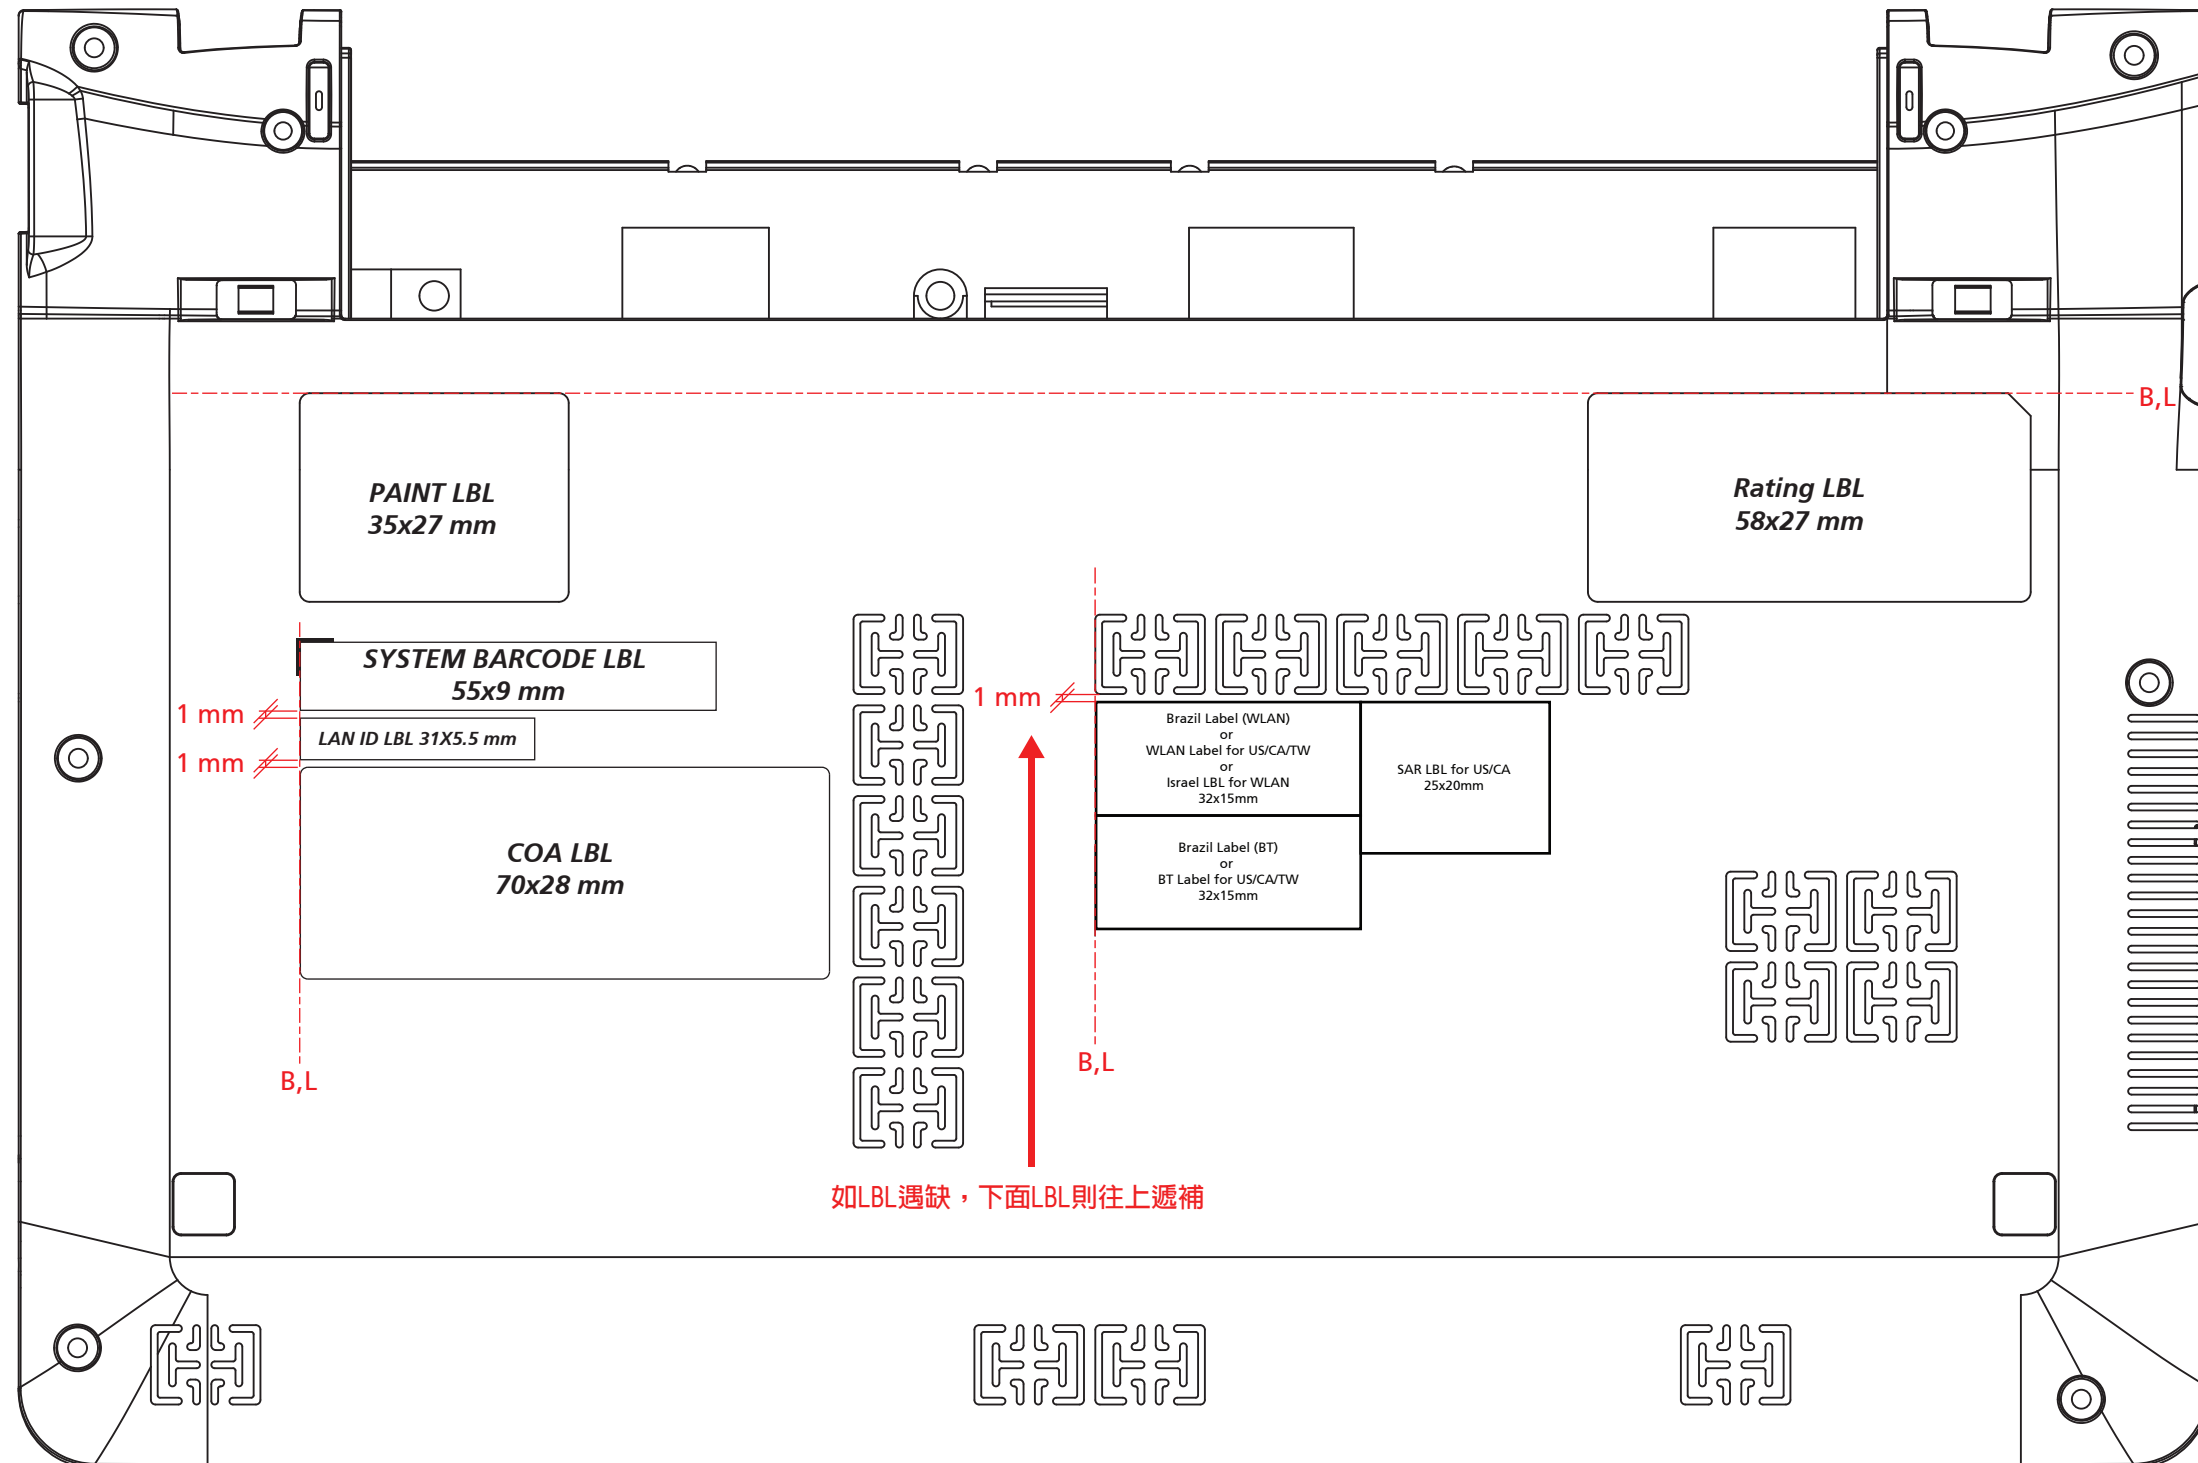 B,L
PAINT LBL
35x27 mm
Rating LBL
58x27 mm
SYSTEM BARCODE LBL
55x9 mm
1 mm
LAN ID LBL 31X5.5 mm
1 mm
COA LBL
70x28 mm
B,L
1 mm
Brazil Label (WLAN)
or
WLAN Label for US/CA/TW
or
Israel LBL for WLAN
32x15mm
SAR LBL for US/CA
25x20mm
Brazil Label (BT)
or
BT Label for US/CA/TW
32x15mm
B,L
如LBL遇缺，下面LBL則往上遞補